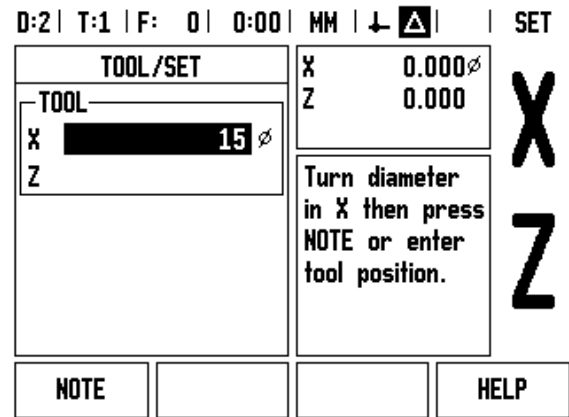 D:2 | T:1 | F: 0 | 0:00 | MM | Δ | | SET
TOOL/SET
TOOL
X 15 ⌀
Z
X 0.000⌀
Z 0.000
Turn diameter
in X then press
NOTE or enter
tool position.
X
Z
NOTE
HELP